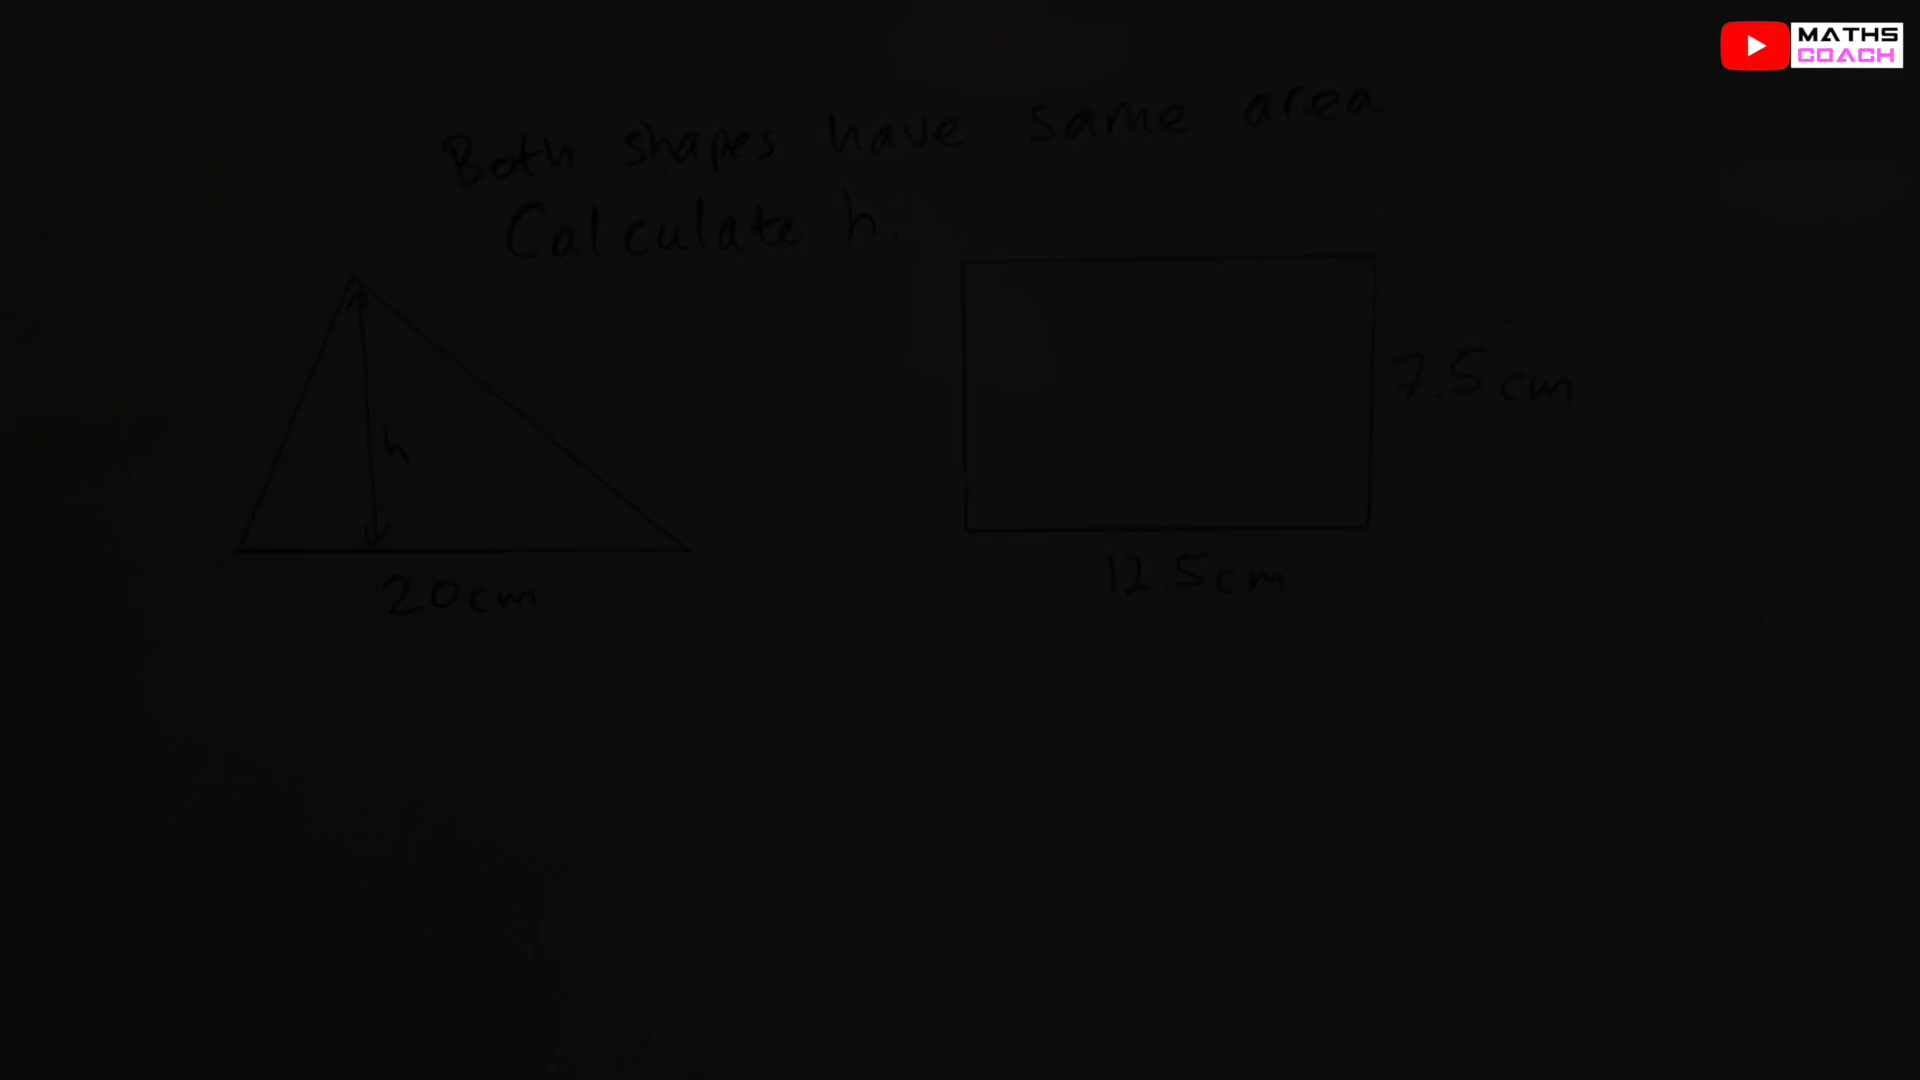 MATHS
COACH
Both shapes have same area.
Calculate h.
h
7.5cm
20cm
12.5cm